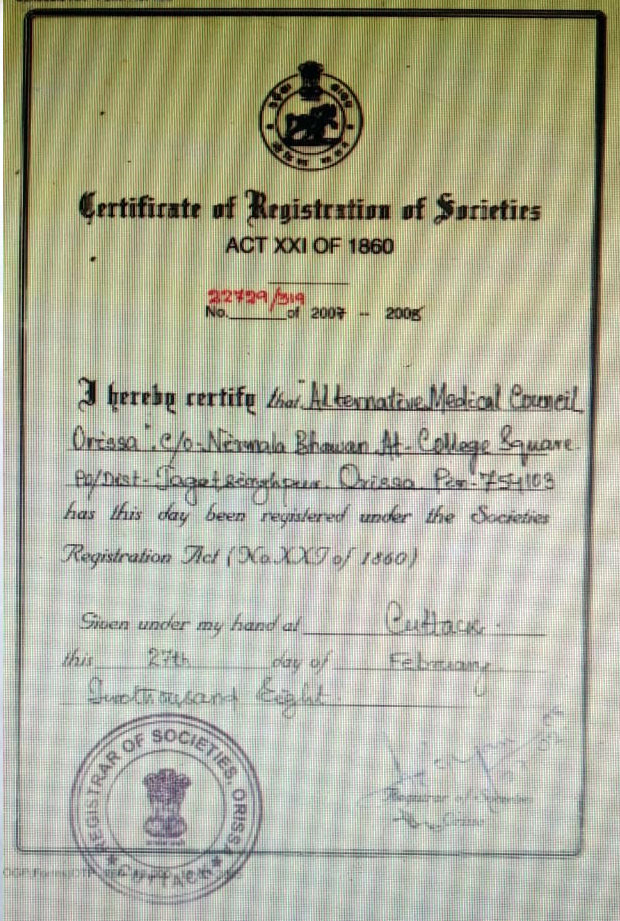 Certificate of Registration of Societies
ACT XXI OF 1860
22729/319
No. of 2007 -- 2008
I hereby certify that "Alternative Medical Council
Orissa", C/o- Nirmala Bhawan At- College Square
Po/Dist- Jagatsinghpur, Orissa Pin-754103
has this day been registered under the Societies
Registration Act (No XXI of 1860)
Given under my hand at Cuttack.
this 27th day of February
Twothousand Eight.
REGISTRAR OF SOCIETIES, ORISSA
CUTTACK
Registrar of Societies
Orissa